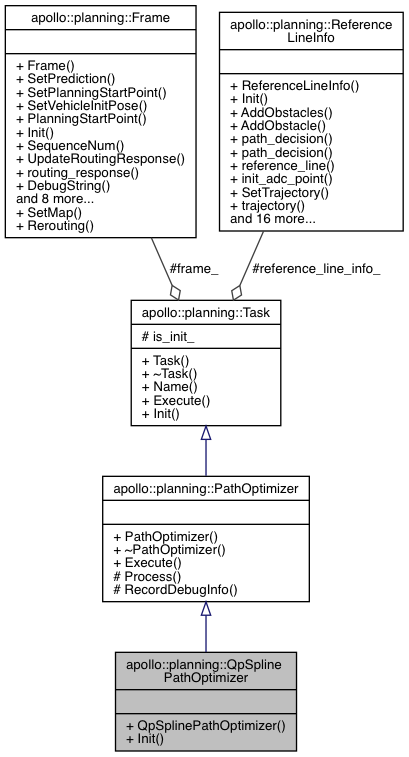 apollo::planning::Frame
+ Frame()
+ SetPrediction()
+ SetPlanningStartPoint()
+ SetVehicleInitPose()
+ PlanningStartPoint()
+ Init()
+ SequenceNum()
+ UpdateRoutingResponse()
+ routing_response()
+ DebugString()
and 8 more...
+ SetMap()
+ Rerouting()
apollo::planning::Reference
LineInfo
+ ReferenceLineInfo()
+ Init()
+ AddObstacles()
+ AddObstacle()
+ path_decision()
+ path_decision()
+ reference_line()
+ init_adc_point()
+ SetTrajectory()
+ trajectory()
and 16 more...
#frame_
#reference_line_info_
apollo::planning::Task
# is_init_
+ Task()
+ ~Task()
+ Name()
+ Execute()
+ Init()
apollo::planning::PathOptimizer
+ PathOptimizer()
+ ~PathOptimizer()
+ Execute()
# Process()
# RecordDebugInfo()
apollo::planning::QpSpline
PathOptimizer
+ QpSplinePathOptimizer()
+ Init()